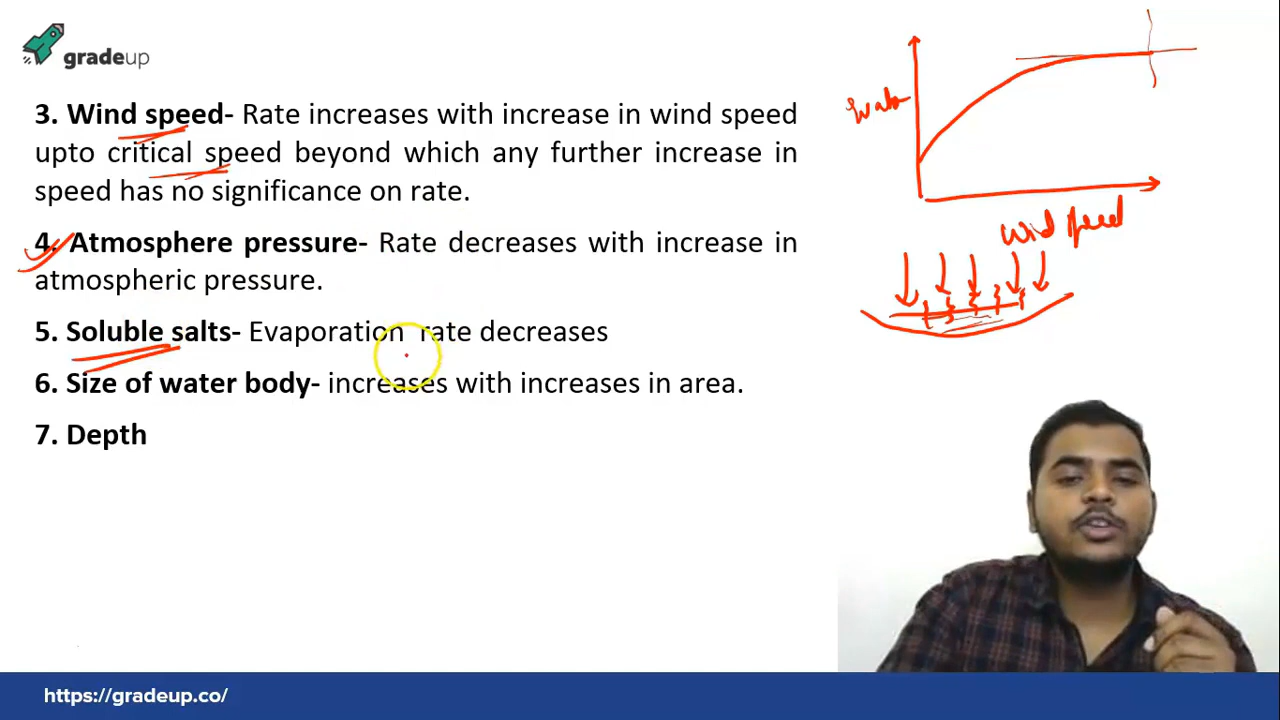 gradeup
3. Wind speed- Rate increases with increase in wind speed
upto critical speed beyond which any further increase in
speed has no significance on rate.
4. Atmosphere pressure- Rate decreases with increase in
atmospheric pressure.
5. Soluble salts- Evaporation rate decreases
6. Size of water body- increases with increases in area.
7. Depth
wind speed
https://gradeup.co/